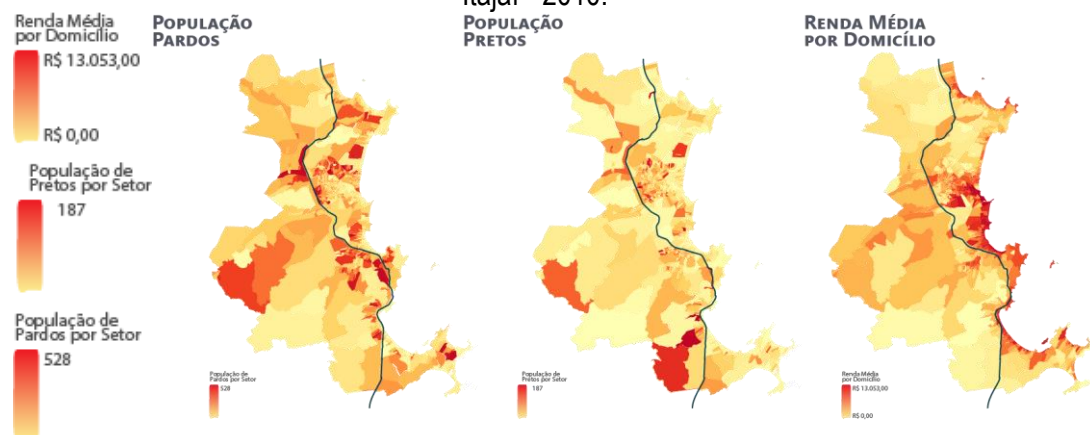 Itajaí - 2010.
Renda Média
por Domicílio
R$ 13.053,00
R$ 0,00
População de
Pretos por Setor
187
População de
Pardos por Setor
528
POPULAÇÃO
PARDOS
População de
Pardos por Setor
528
POPULAÇÃO
PRETOS
População de
Pretos por Setor
187
RENDA MÉDIA
POR DOMICÍLIO
Renda Média
por Domicílio
R$ 13.053,00
R$ 0,00